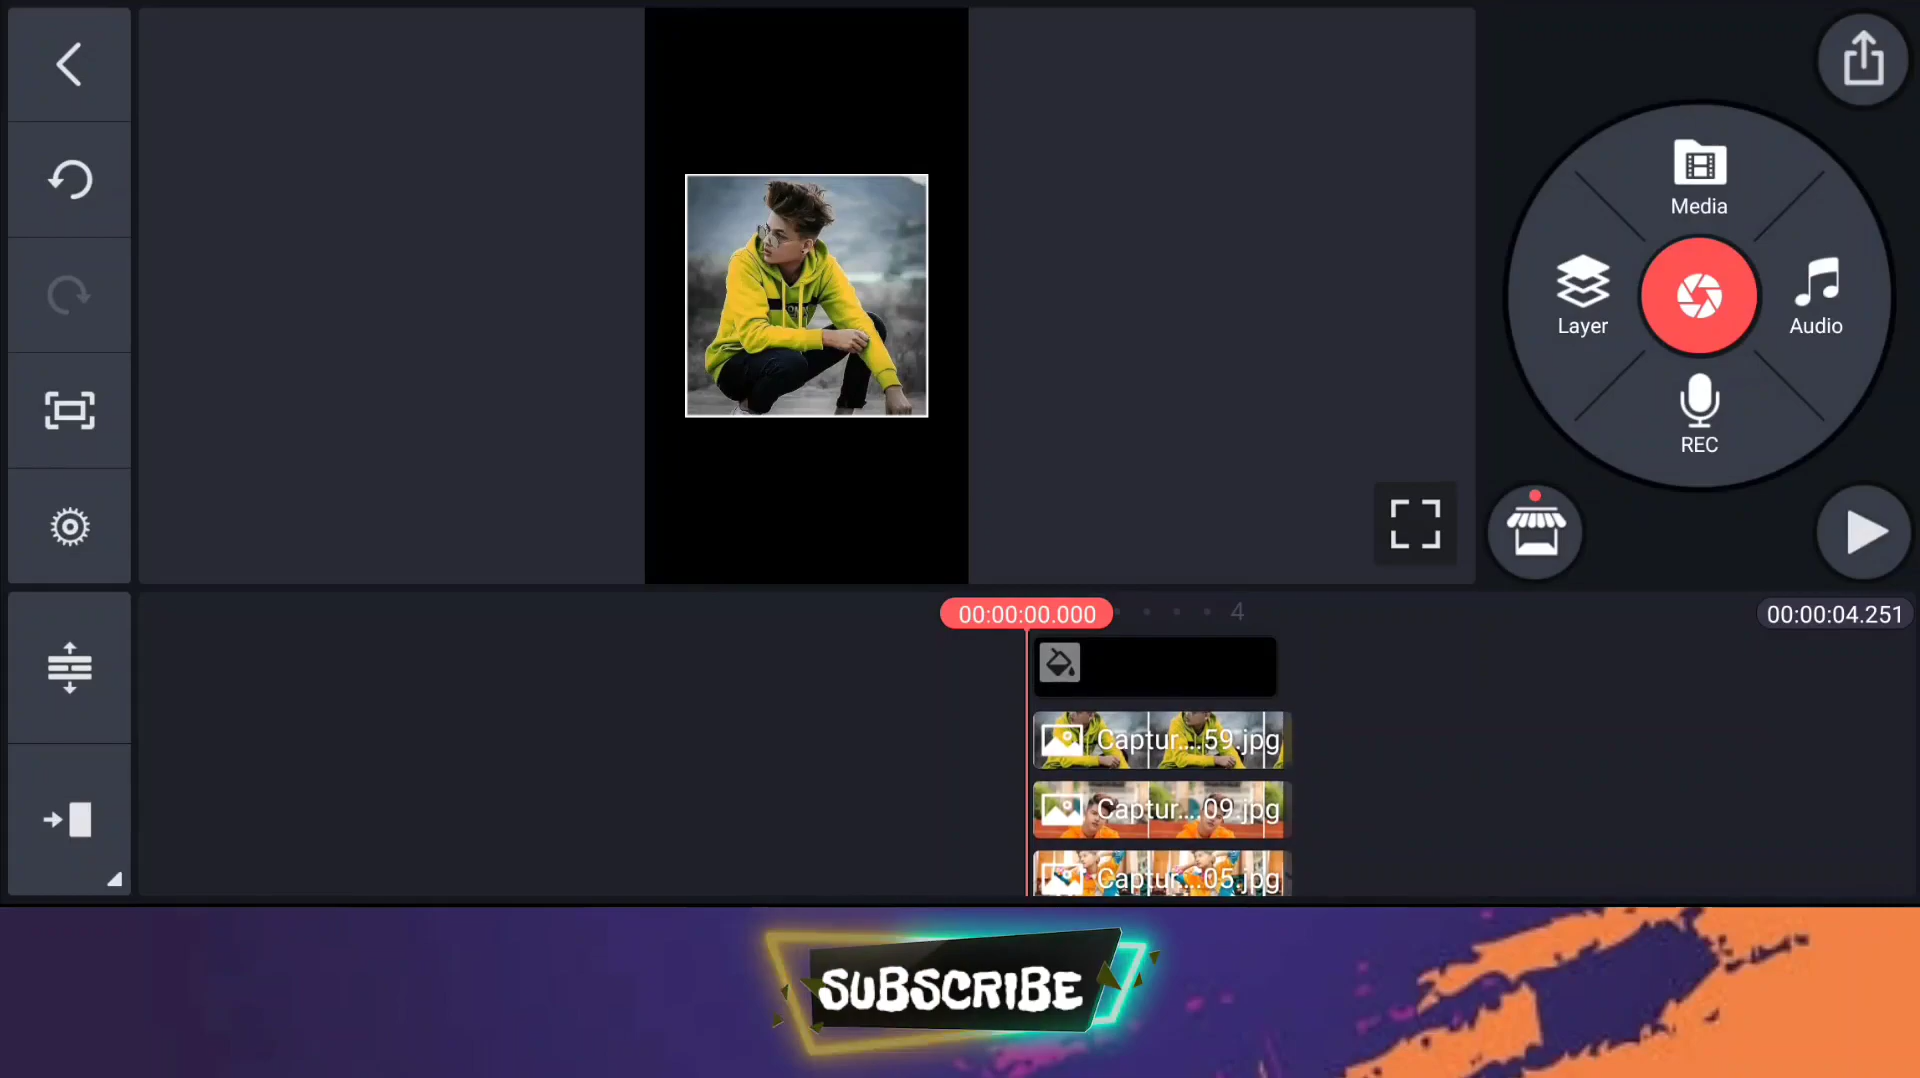 Media
Layer
Audio
REC
00:00:00.000
4
00:00:04.251
Captur....59.jpg
Captur....09.jpg
Captur....05.jpg
SUBSCRIBE